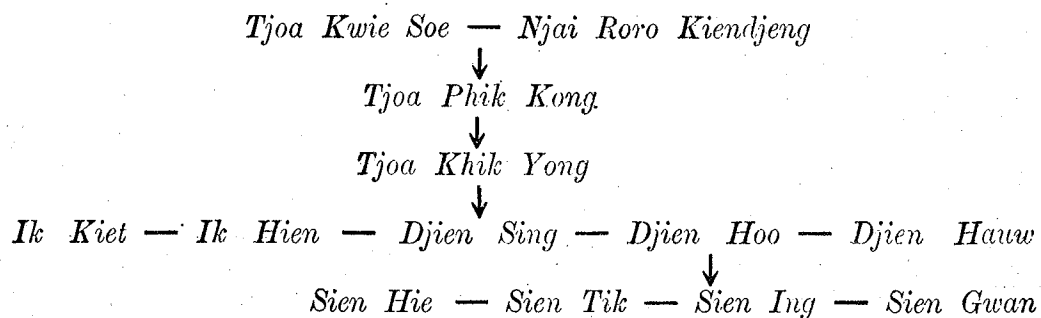 Tjoa Kwie Soe — Njai Roro Kiendjeng
Tjoa Phik Kong
Tjoa Khik Yong
Ik Kiet — Ik Hien — Djien Sing — Djien Hoo — Djien Hauw
Sien Hie — Sien Tik — Sien Ing — Sien Gwan